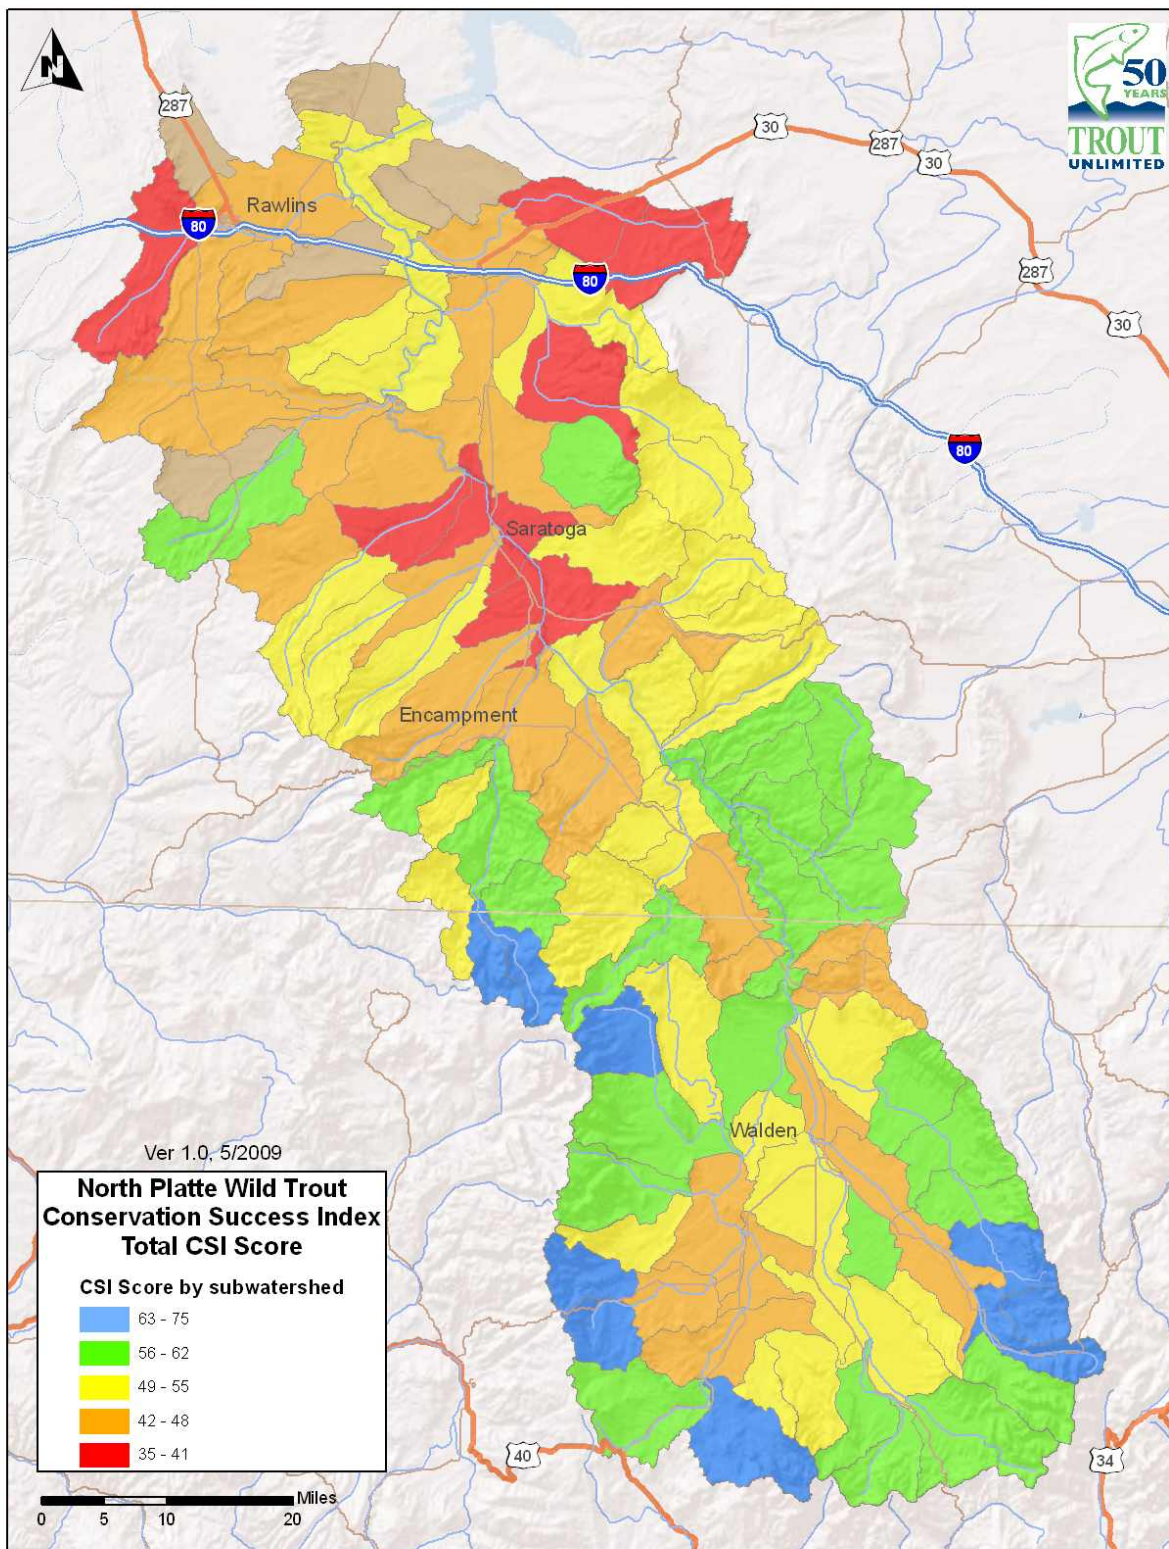 N
50
YEARS
TROUT
UNLIMITED
287
30
287
30
Rawlins
80
287
80
30
80
Saratoga
Encampment
Walden
Ver 1.0, 5/2009
North Platte Wild Trout
Conservation Success Index
Total CSI Score
CSI Score by subwatershed
63 - 75
56 - 62
49 - 55
42 - 48
35 - 41
40
34
Miles
0 5 10 20